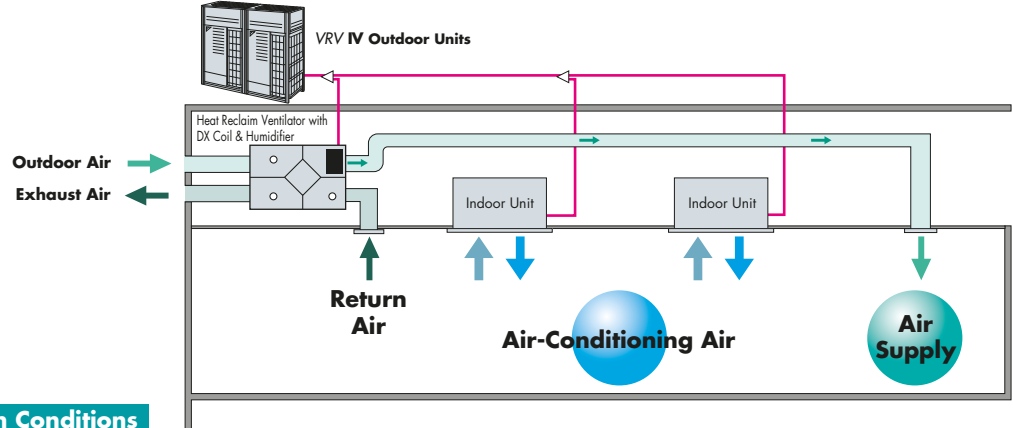 VRV IV Outdoor Units
Heat Reclaim Ventilator with
DX Coil & Humidifier
Outdoor Air
Exhaust Air
Indoor Unit
Indoor Unit
Return
Air
Air-Conditioning Air
Air
Supply
Conditions